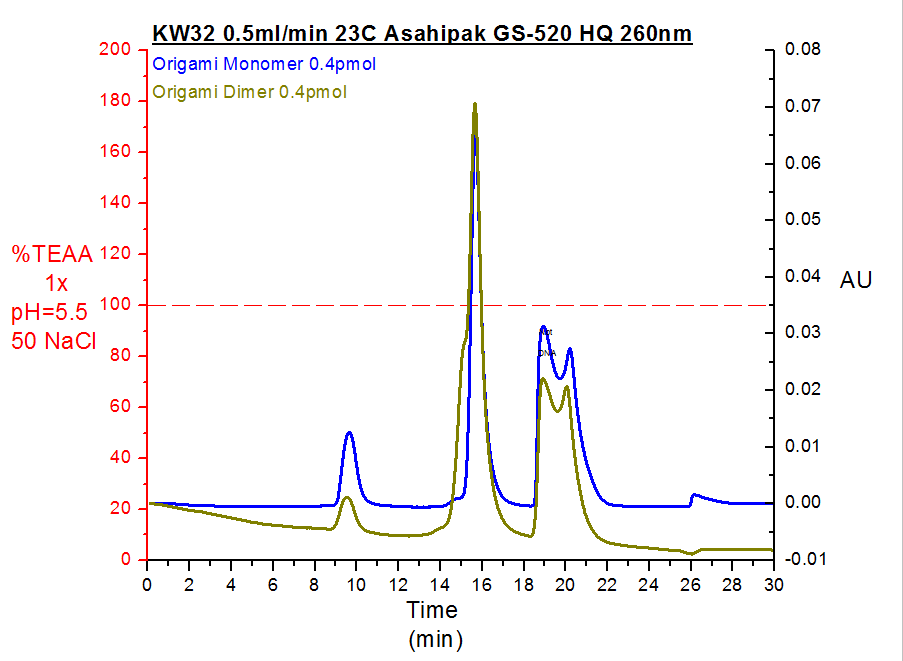 KW32 0.5ml/min 23C Asahipak GS-520 HQ 260nm
Origami Monomer 0.4pmol
Origami Dimer 0.4pmol
200
180
160
140
120
100
80
60
40
20
0
%TEAA
1x
pH=5.5
50 NaCl
DNA
0.08
0.07
0.06
0.05
0.04
0.03
0.02
0.01
0.00
-0.01
AU
0 2 4 6 8 10 12 14 16 18 20 22 24 26 28 30
Time
(min)